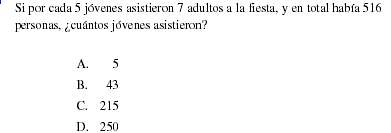 Si por cada 5 jóvenes asistieron 7 adultos a la fiesta, y en total había 516
personas, ¿cuántos jóvenes asistieron?
A. 5
B. 43
C. 215
D. 250